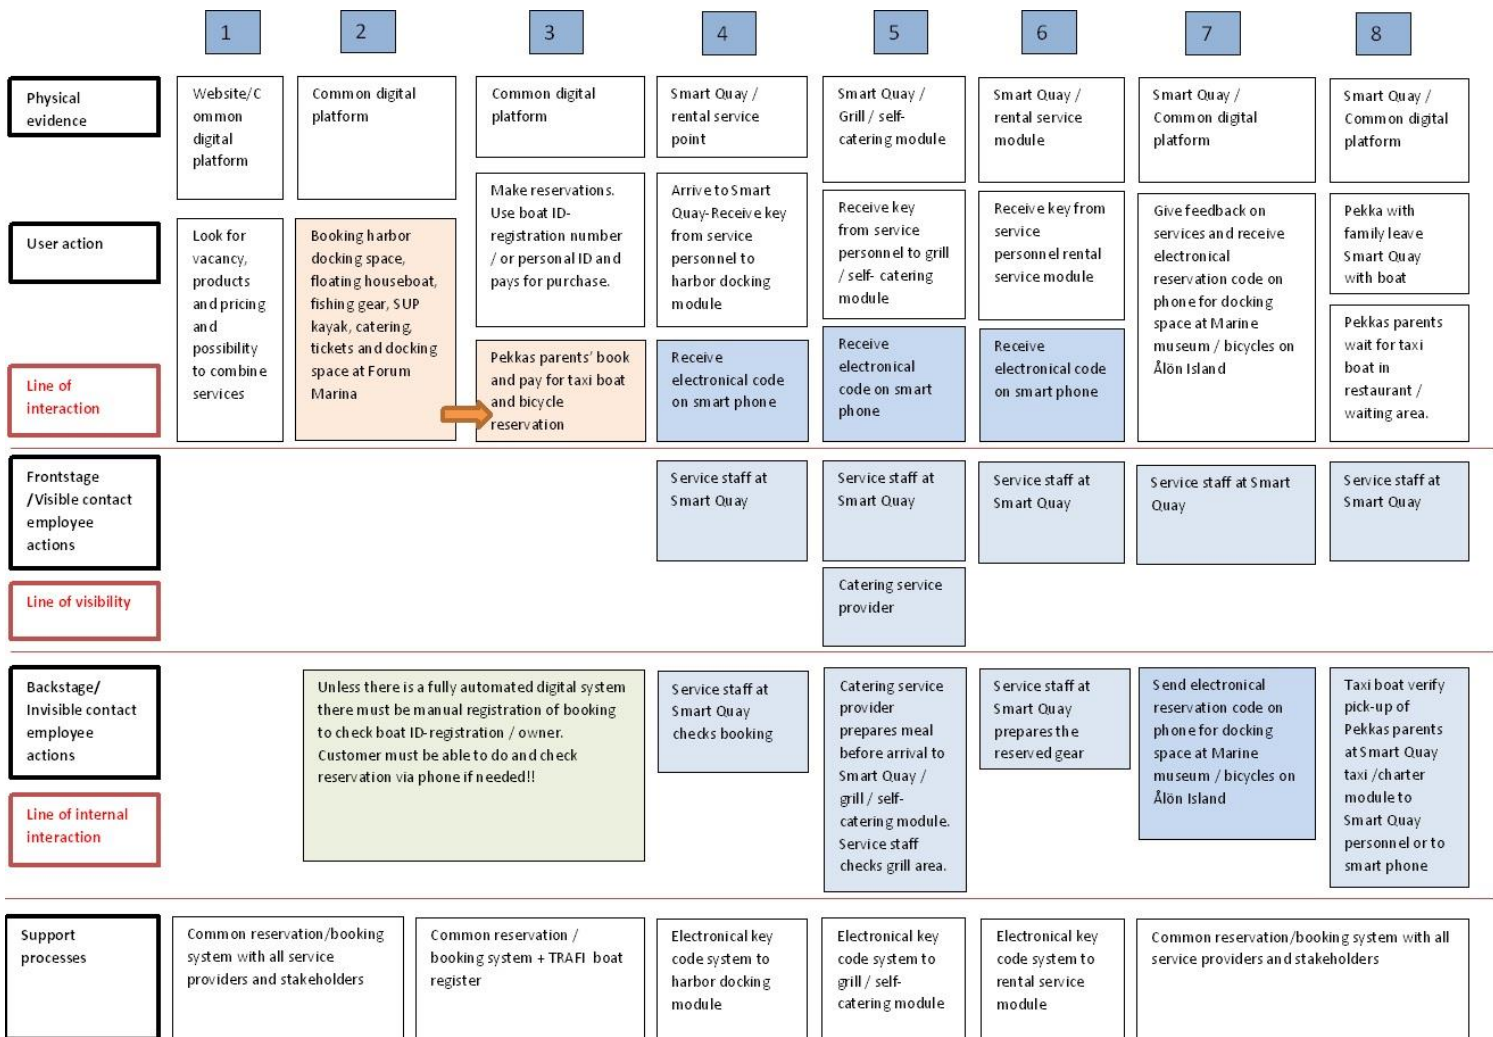 1
2
3
4
5
6
7
8
Physical
evidence
Website/C
ommon
digital
platform
Common digital
platform
Common digital
platform
Smart Quay /
rental service
point
Smart Quay /
Grill / self-
catering module
Smart Quay /
rental service
module
Smart Quay /
Common digital
platform
Smart Quay /
Common digital
platform
User action
Look for
vacancy,
products
and pricing
and
possibility
to combine
services
Booking harbor
docking space,
floating houseboat,
fishing gear, SUP
kayak, catering,
tickets and docking
space at Forum
Marina
Make reservations.
Use boat ID-
registration number
/ or personal ID and
pays for purchase.
Arrive to Smart
Quay-Receive key
from service
personnel to
harbor docking
module
Receive key
from service
personnel to grill
/ self- catering
module
Receive key from
service
personnel rental
service module
Give feedback on
services and receive
electronical
reservation code on
phone for docking
space at Marine
museum / bicycles on
Ålön Island
Pekka with
family leave
Smart Quay
with boat
Line of
interaction
Pekkas parents' book
and pay for taxi boat
and bicycle
reservation
Receive
electronical code
on smart phone
Receive
electronical
code on smart
phone
Receive
electronical code
on smart phone
Pekkas parents
wait for taxi
boat in
restaurant /
waiting area.
Frontstage
/Visible contact
employee
actions
Service staff at
Smart Quay
Service staff at
Smart Quay
Service staff at
Smart Quay
Service staff at Smart
Quay
Service staff at
Smart Quay
Line of visibility
Catering service
provider
Backstage/
Invisible contact
employee
actions
Unless there is a fully automated digital system
there must be manual registration of booking
to check boat ID-registration / owner.
Customer must be able to do and check
reservation via phone if needed!!
Service staff at
Smart Quay
checks booking
Catering service
provider
prepares meal
before arrival to
Smart Quay /
grill / self-
catering module.
Service staff
checks grill area.
Service staff at
Smart Quay
prepares the
reserved gear
Send electronical
reservation code on
phone for docking
space at Marine
museum / bicycles on
Ålön Island
Taxi boat verify
pick-up of
Pekkas parents
at Smart Quay
taxi /charter
module to
Smart Quay
personnel or to
smart phone
Line of internal
interaction
Support
processes
Common reservation/booking
system with all service
providers and stakeholders
Common reservation /
booking system + TRAFI boat
register
Electronical key
code system to
harbor docking
module
Electronical key
code system to
grill / self-
catering module
Electronical key
code system to
rental service
module
Common reservation/booking system with all
service providers and stakeholders